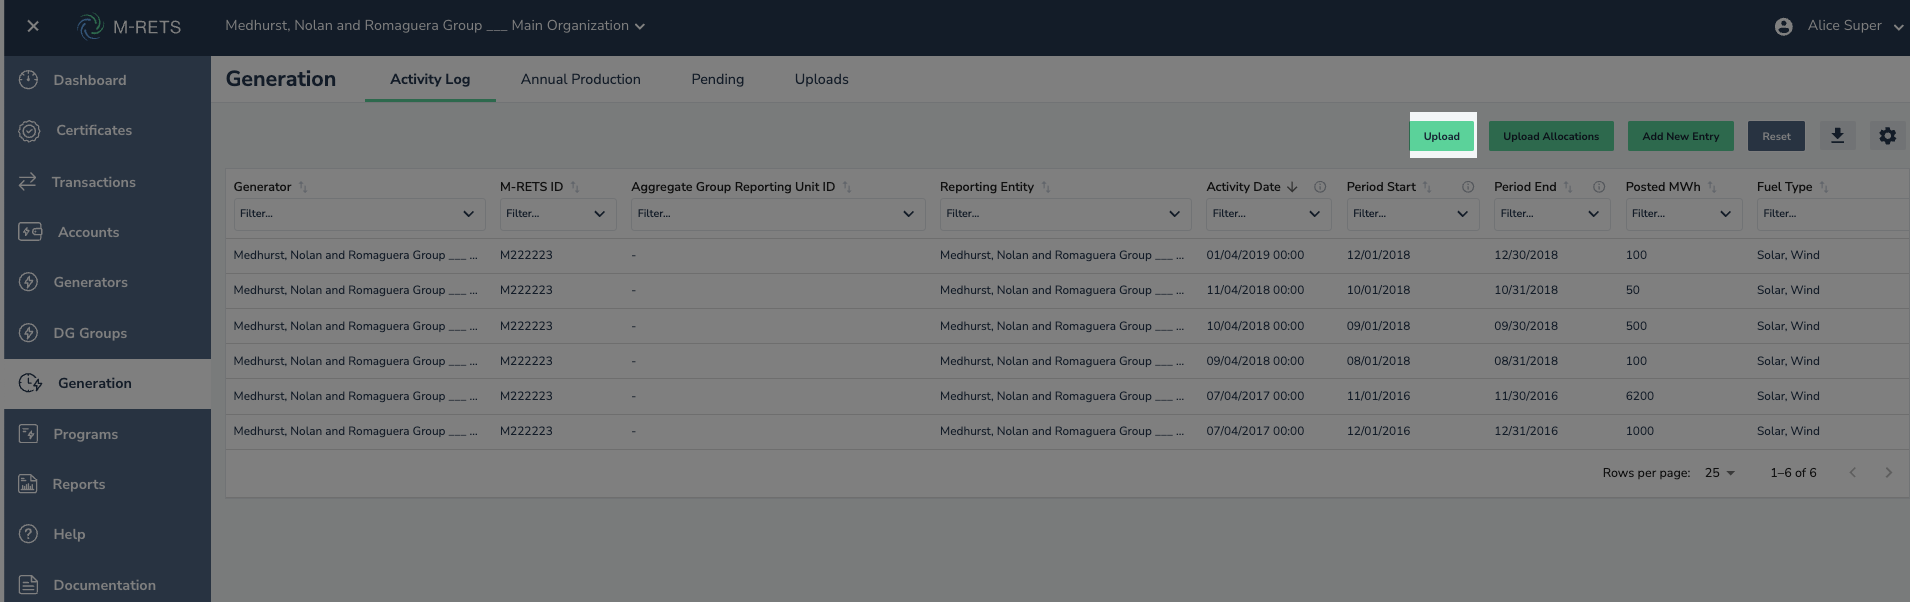 M-RETS
Medhurst, Nolan and Romaguera Group ___ Main Organization
Alice Super
Dashboard
Certificates
Transactions
Accounts
Generators
DG Groups
Generation
Programs
Reports
Help
Documentation
Generation
Activity Log
Annual Production
Pending
Uploads
Upload
Upload Allocations
Add New Entry
Reset
Generator M-RETS ID Aggregate Group Reporting Unit ID Reporting Entity Activity Date Period Start Period End Posted MWh Fuel Type
Filter... Filter... Filter... Filter... Filter... Filter... Filter... Filter... Filter...
Medhurst, Nolan and Romaguera Group ___ ... M222223 - Medhurst, Nolan and Romaguera Group ___ ... 01/04/2019 00:00 12/01/2018 12/30/2018 100 Solar, Wind
Medhurst, Nolan and Romaguera Group ___ ... M222223 - Medhurst, Nolan and Romaguera Group ___ ... 11/04/2018 00:00 10/01/2018 10/31/2018 50 Solar, Wind
Medhurst, Nolan and Romaguera Group ___ ... M222223 - Medhurst, Nolan and Romaguera Group ___ ... 10/04/2018 00:00 09/01/2018 09/30/2018 500 Solar, Wind
Medhurst, Nolan and Romaguera Group ___ ... M222223 - Medhurst, Nolan and Romaguera Group ___ ... 09/04/2018 00:00 08/01/2018 08/31/2018 100 Solar, Wind
Medhurst, Nolan and Romaguera Group ___ ... M222223 - Medhurst, Nolan and Romaguera Group ___ ... 07/04/2017 00:00 11/01/2016 11/30/2016 6200 Solar, Wind
Medhurst, Nolan and Romaguera Group ___ ... M222223 - Medhurst, Nolan and Romaguera Group ___ ... 07/04/2017 00:00 12/01/2016 12/31/2016 1000 Solar, Wind
Rows per page: 25 1–6 of 6